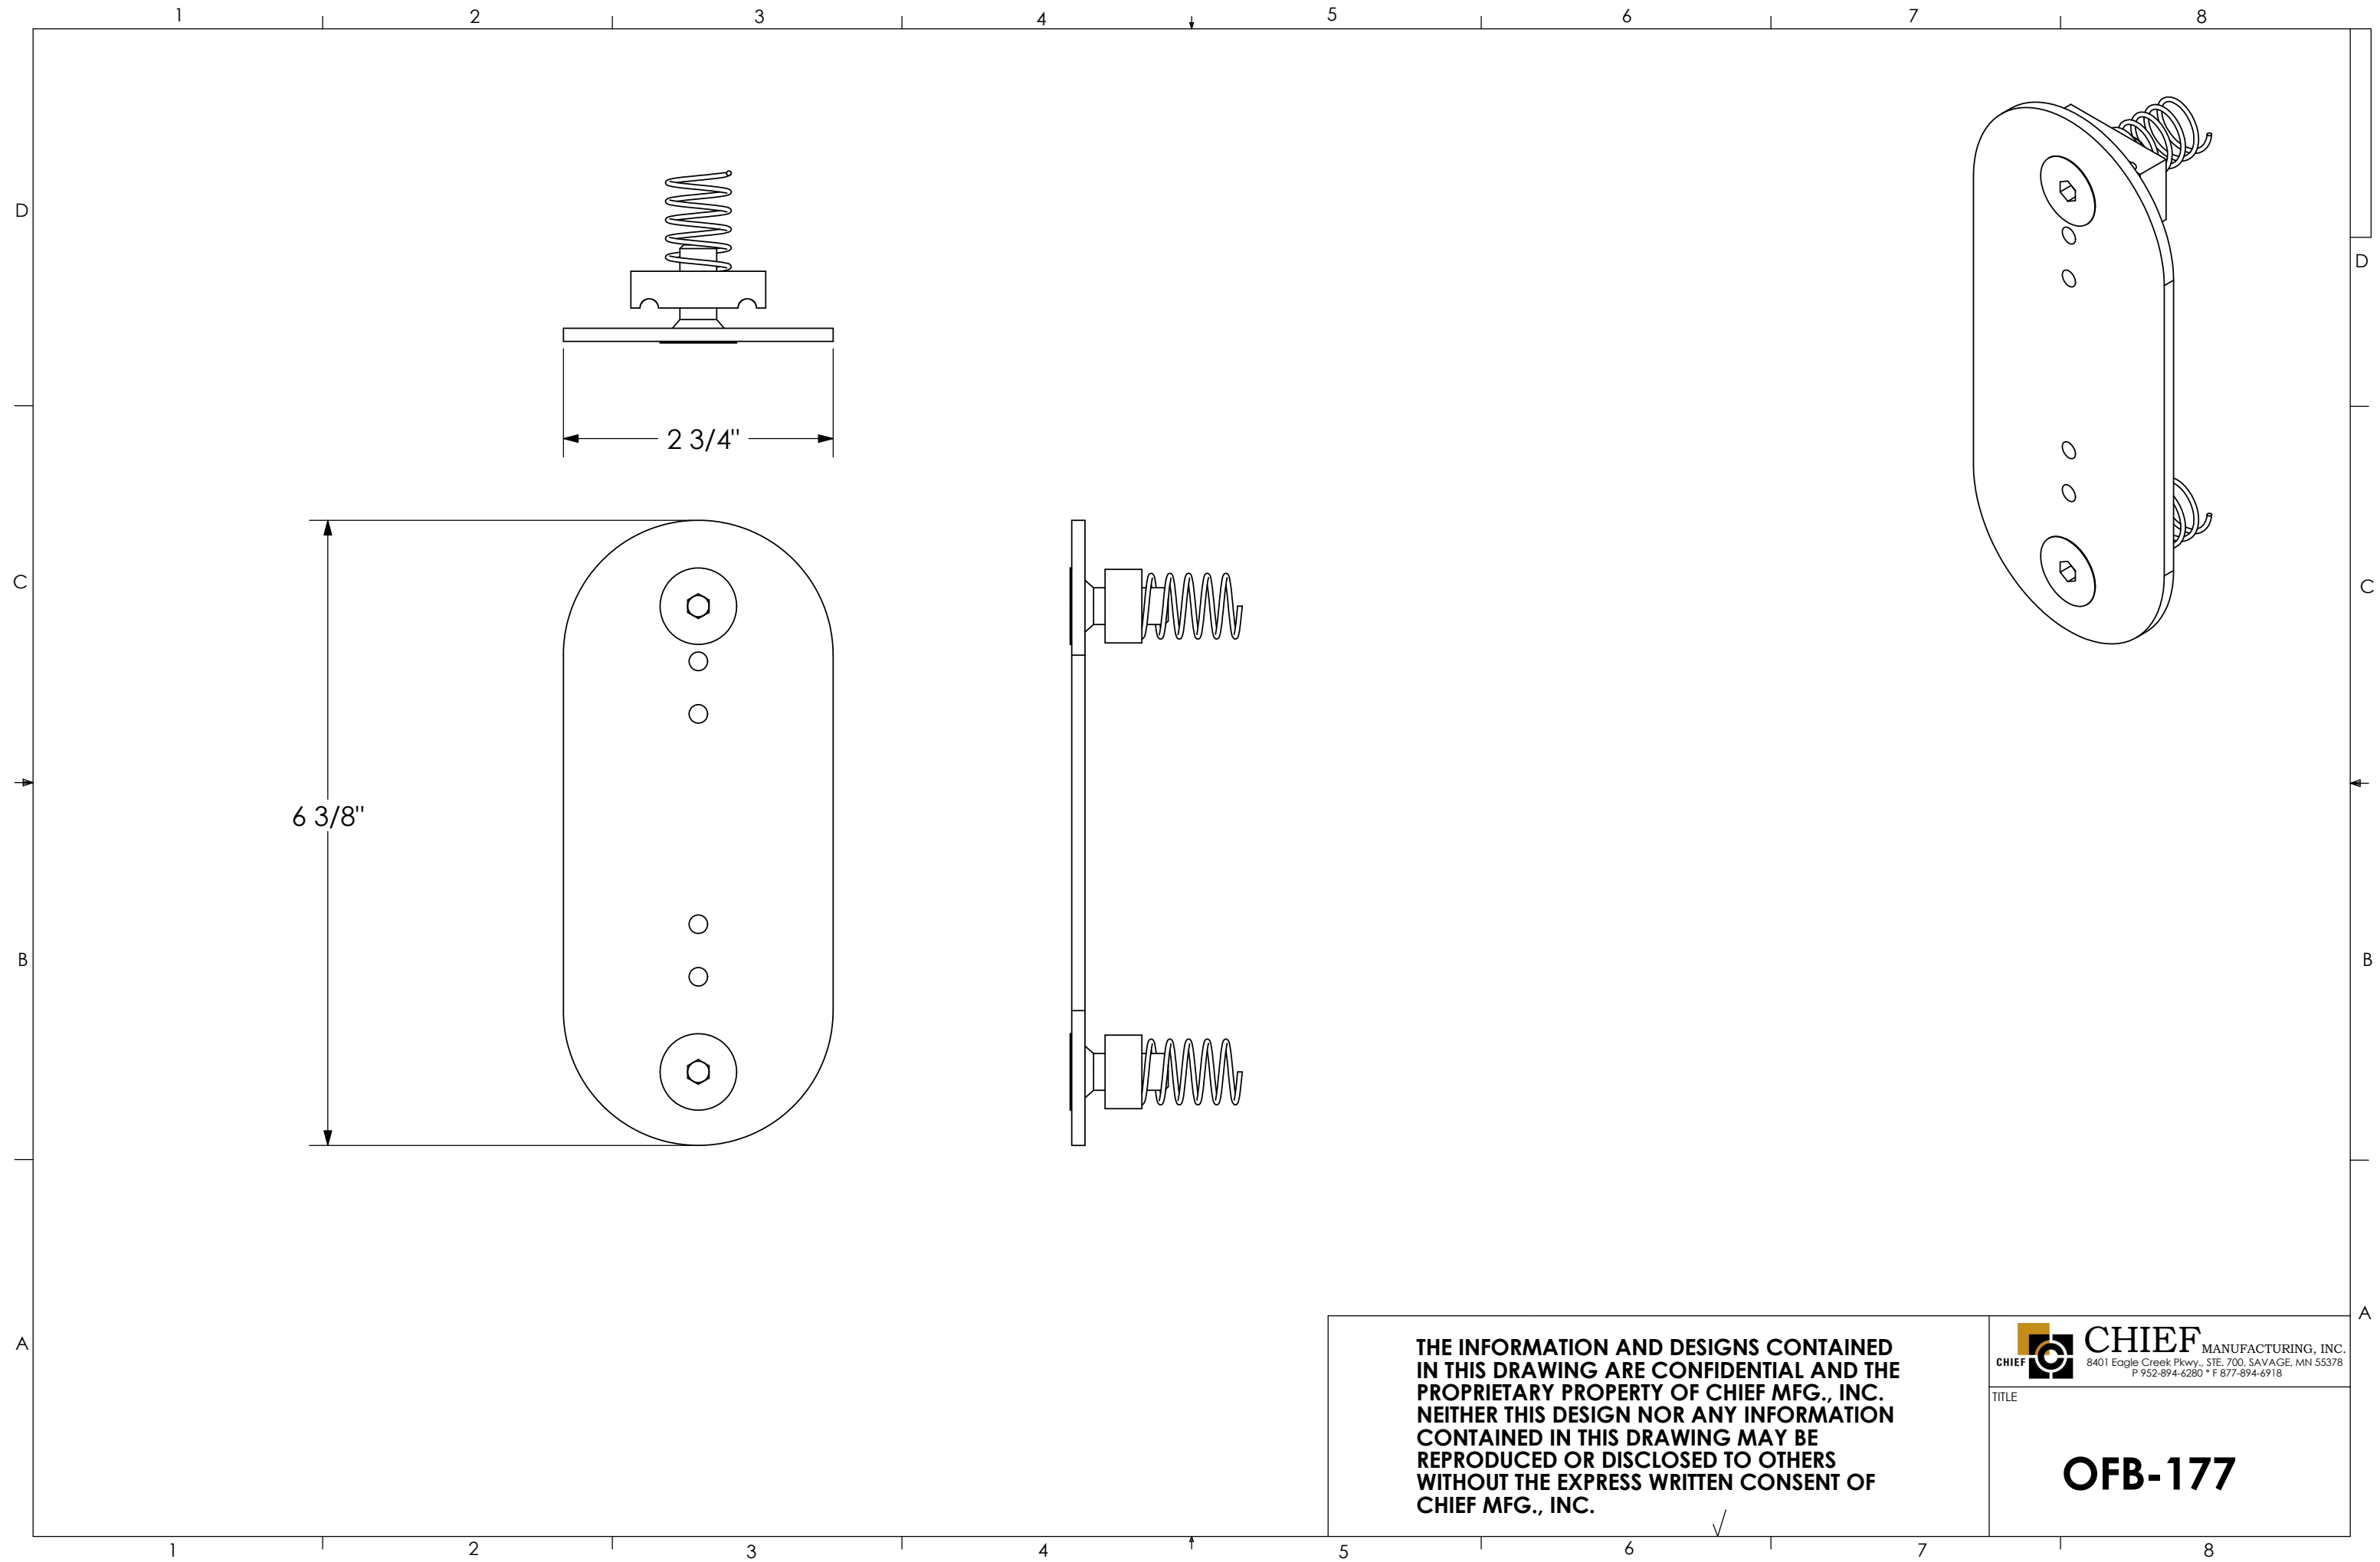 1 2 3 4 5 6 7 8
D
D
2 3/4"
C
C
6 3/8"
B
B
A
A
THE INFORMATION AND DESIGNS CONTAINED
IN THIS DRAWING ARE CONFIDENTIAL AND THE
PROPRIETARY PROPERTY OF CHIEF MFG., INC.
NEITHER THIS DESIGN NOR ANY INFORMATION
CONTAINED IN THIS DRAWING MAY BE
REPRODUCED OR DISCLOSED TO OTHERS
WITHOUT THE EXPRESS WRITTEN CONSENT OF
CHIEF MFG., INC.
CHIEF
CHIEF MANUFACTURING, INC.
8401 Eagle Creek Pkwy., STE. 700, SAVAGE, MN 55378
P 952-894-6280 * F 877-894-6918
TITLE
OFB-177
1 2 3 4 5 6 7 8